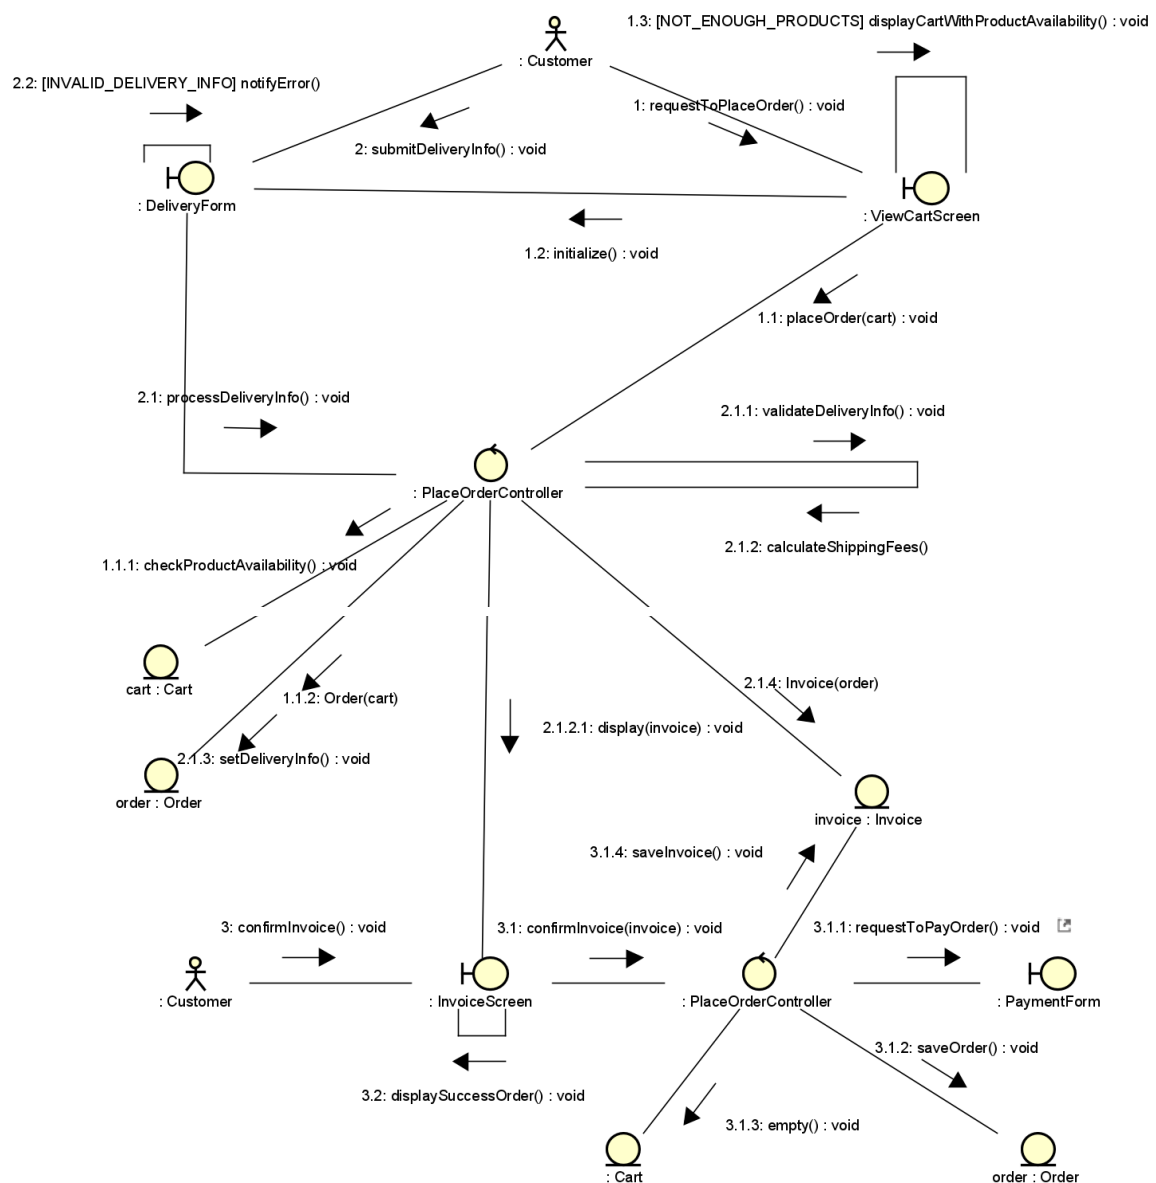 1.3: [NOT_ENOUGH_PRODUCTS] displayCartWithProductAvailability() : void
: Customer
2.2: [INVALID_DELIVERY_INFO] notifyError()
1: requestToPlaceOrder() : void
2: submitDeliveryInfo() : void
: DeliveryForm
: ViewCartScreen
1.2: initialize() : void
1.1: placeOrder(cart) : void
2.1: processDeliveryInfo() : void
2.1.1: validateDeliveryInfo() : void
: PlaceOrderController
2.1.2: calculateShippingFees()
1.1.1: checkProductAvailability() : void
cart : Cart
2.1.4: Invoice(order)
1.1.2: Order(cart)
2.1.2.1: display(invoice) : void
2.1.3: setDeliveryInfo() : void
order : Order
invoice : Invoice
3.1.4: saveInvoice() : void
3: confirmInvoice() : void
3.1: confirmInvoice(invoice) : void
3.1.1: requestToPayOrder() : void
: Customer
: InvoiceScreen
: PlaceOrderController
: PaymentForm
3.1.2: saveOrder() : void
3.2: displaySuccessOrder() : void
3.1.3: empty() : void
: Cart
order : Order